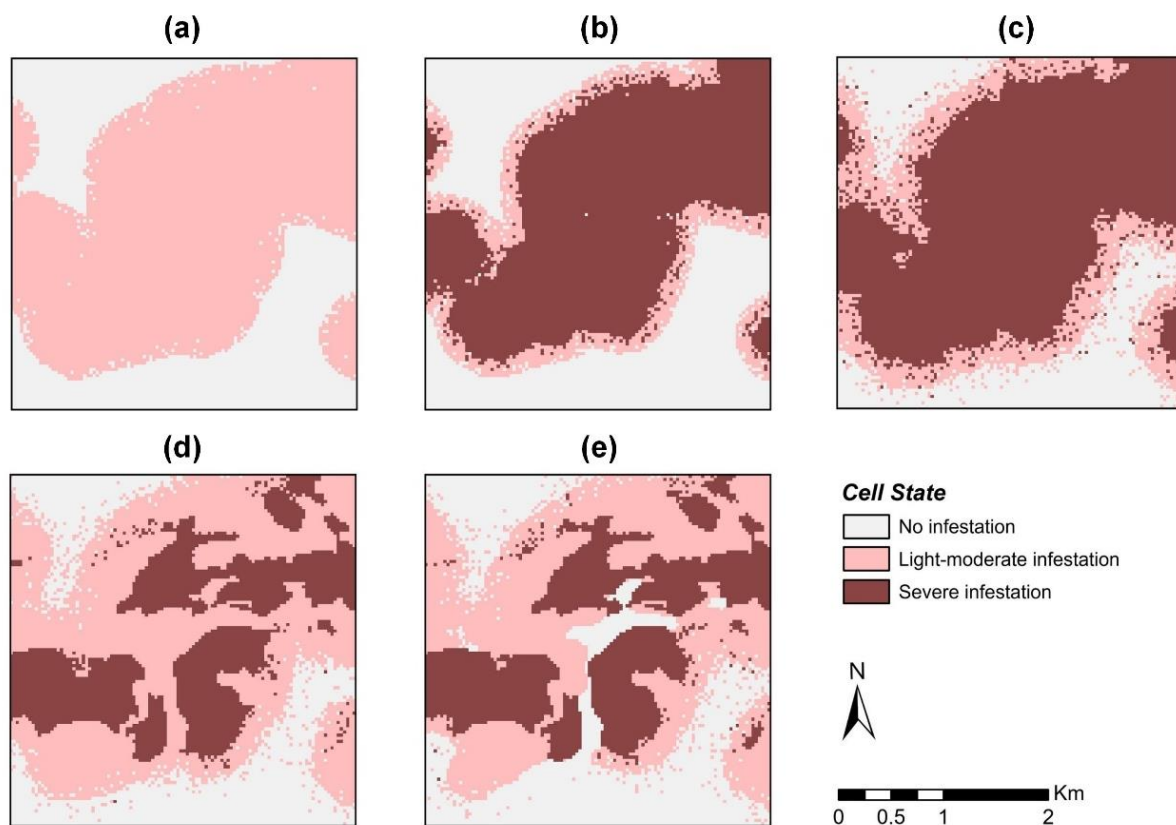 (a)
(b)
(c)
(d)
(e)
Cell State
No infestation
Light-moderate infestation
Severe infestation
N
Km
0 0.5 1 2